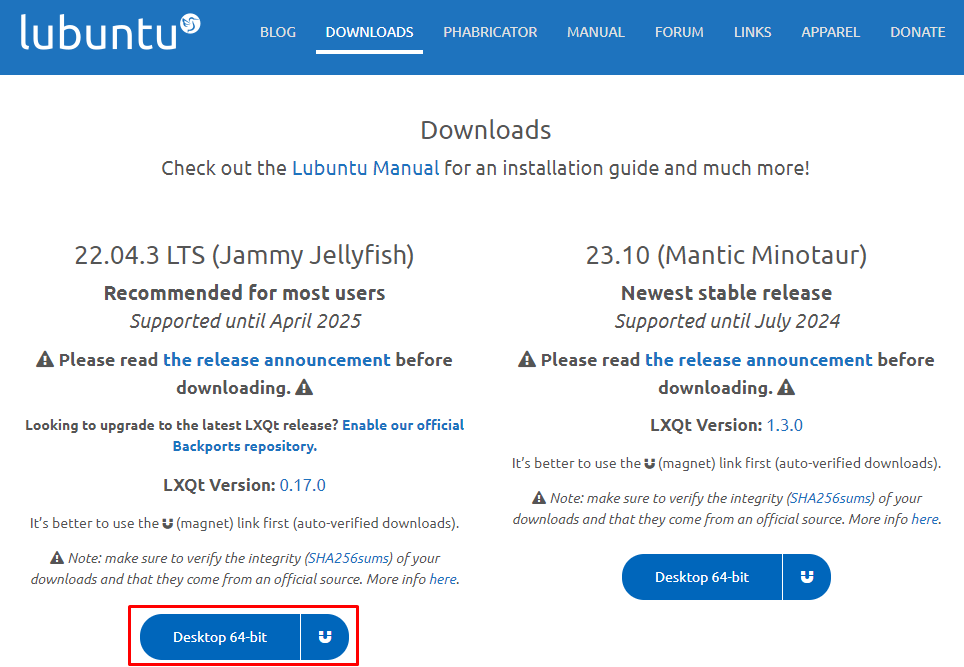 lubuntu
BLOG DOWNLOADS PHABRICATOR MANUAL FORUM LINKS APPAREL DONATE
Downloads
Check out the Lubuntu Manual for an installation guide and much more!
22.04.3 LTS (Jammy Jellyfish)
Recommended for most users
Supported until April 2025
Please read the release announcement before
downloading.
Looking to upgrade to the latest LXQt release? Enable our official
Backports repository.
LXQt Version: 0.17.0
It's better to use the (magnet) link first (auto-verified downloads).
Note: make sure to verify the integrity (SHA256sums) of your
downloads and that they come from an official source. More info here.
Desktop 64-bit
23.10 (Mantic Minotaur)
Newest stable release
Supported until July 2024
Please read the release announcement before
downloading.
LXQt Version: 1.3.0
It's better to use the (magnet) link first (auto-verified downloads).
Note: make sure to verify the integrity (SHA256sums) of your
downloads and that they come from an official source. More info here.
Desktop 64-bit